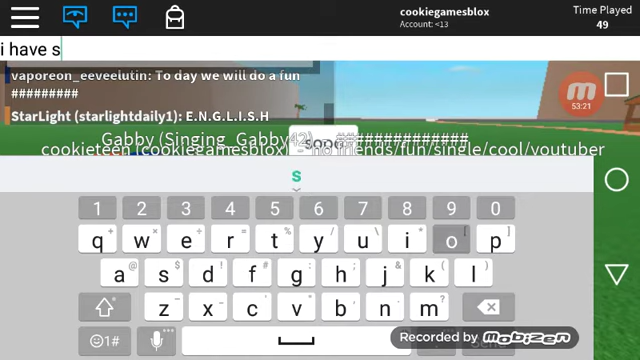 cookiegamesblox
Account: <13
Time Played
49
i have s
vaporeon_eeveelutin: To day we will do a fun
#########
StarLight (starlightdaily1): E.N.G.L.I.S.H
53:21
Gabby (Singing_Gabby42) - ##############
cookieteen (cookiegamesblox) - no friends/fun/single/cool/youtuber
s
1 2 3 4 5 6 7 8 9 0
q w e r t y u i o p
a s d f g h j k l
z x c v b n m
☺1#
Recorded by MOBIZEN